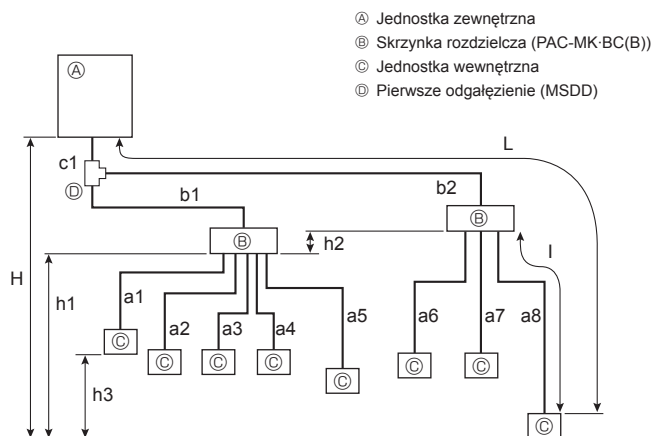 Ⓐ Jednostka zewnętrzna
Ⓑ Skrzynka rozdzielcza (PAC-MK·BC(B))
Ⓒ Jednostka wewnętrzna
Ⓓ Pierwsze odgałęzienie (MSDD)
Ⓐ
L
c1
Ⓓ
b1
b2
Ⓑ
Ⓑ
h2
l
H
h1
a1
a2
a3
a4
a5
a6
a7
a8
Ⓒ
Ⓒ
Ⓒ
Ⓒ
Ⓒ
Ⓒ
Ⓒ
h3
Ⓒ